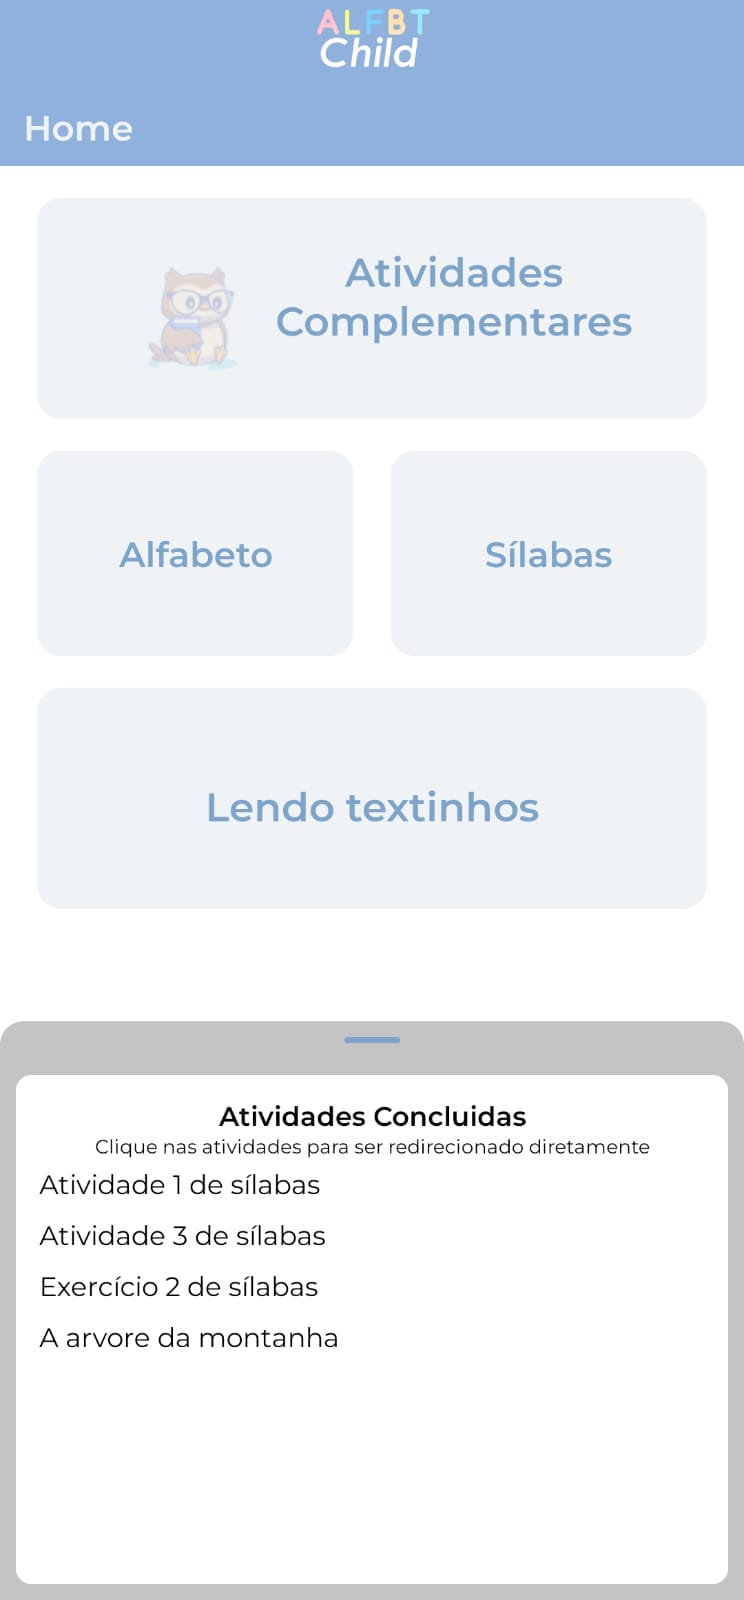 ALFBT
Child
Home
Atividades
Complementares
Alfabeto
Sílabas
Lendo textinhos
Atividades Concluidas
Clique nas atividades para ser redirecionado diretamente
Atividade 1 de sílabas
Atividade 3 de sílabas
Exercício 2 de sílabas
A arvore da montanha